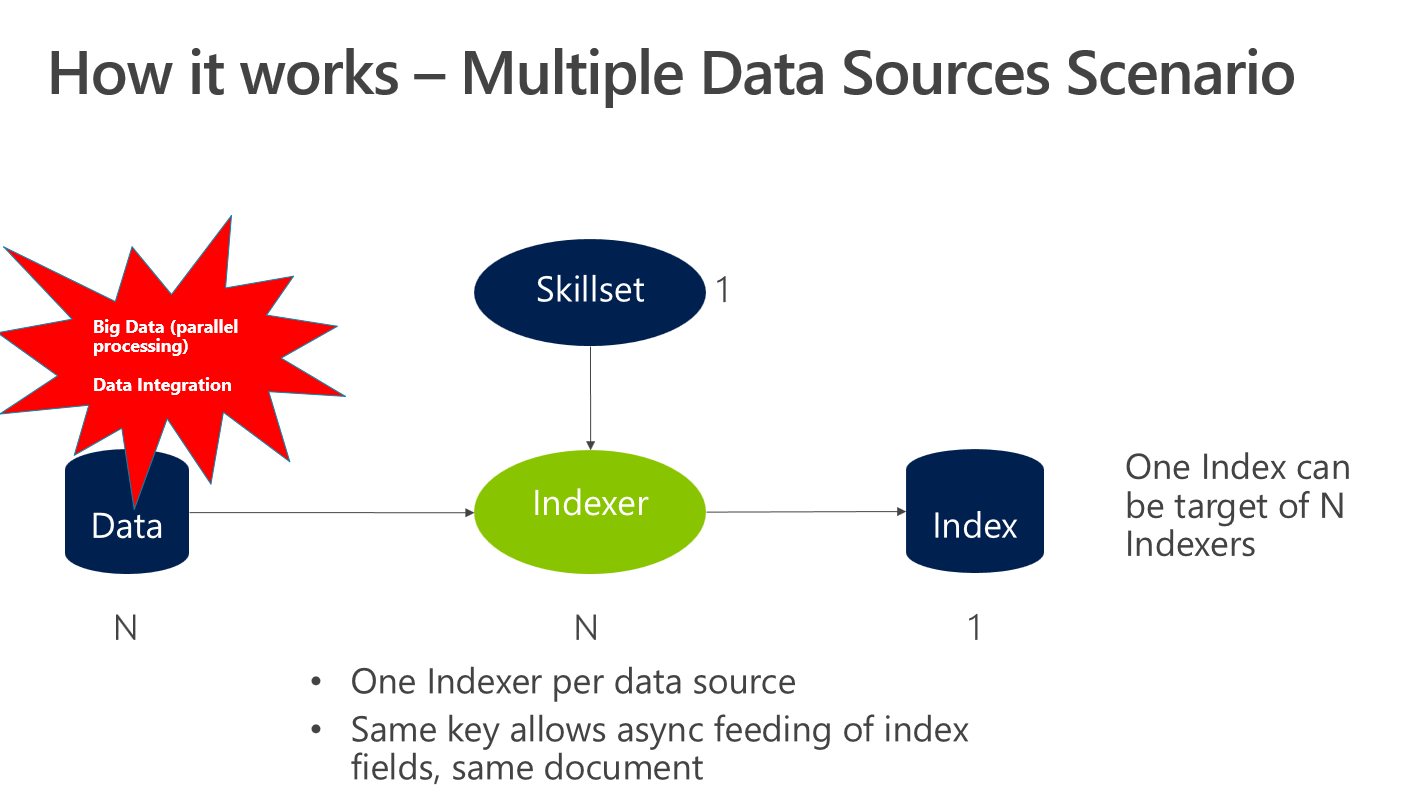 How it works – Multiple Data Sources Scenario
Big Data (parallel
processing)
Data Integration
Skillset
1
Data
Indexer
Index
One Index can
be target of N
Indexers
N
N
1
• One Indexer per data source
• Same key allows async feeding of index
fields, same document